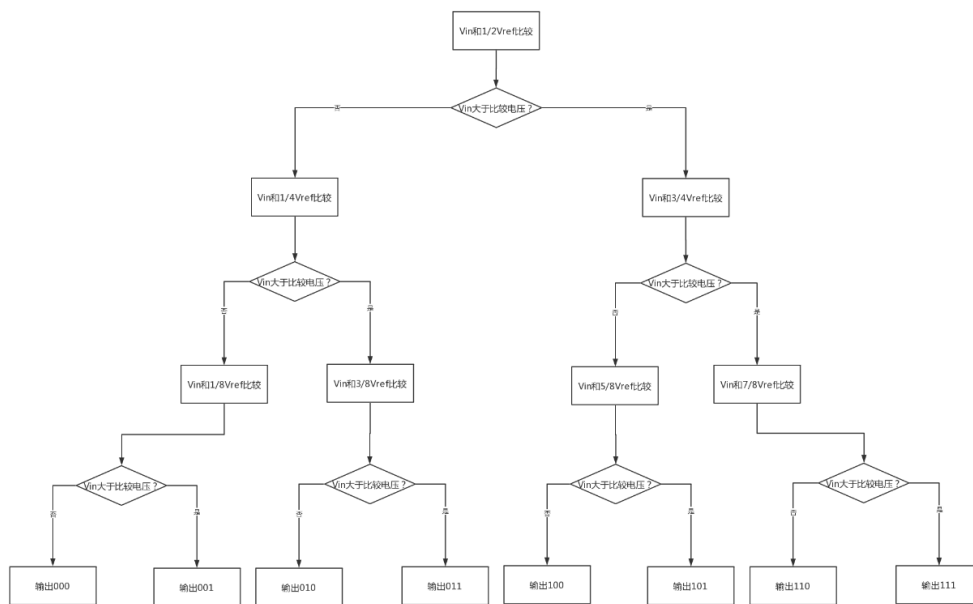 Vin和1/2Vref比较
Vin大于比较电压？
否
是
Vin和1/4Vref比较
Vin和3/4Vref比较
Vin大于比较电压？
Vin大于比较电压？
否
是
否
是
Vin和1/8Vref比较
Vin和3/8Vref比较
Vin和5/8Vref比较
Vin和7/8Vref比较
Vin大于比较电压？
Vin大于比较电压？
Vin大于比较电压？
Vin大于比较电压？
否
是
否
是
否
是
否
是
输出000
输出001
输出010
输出011
输出100
输出101
输出110
输出111